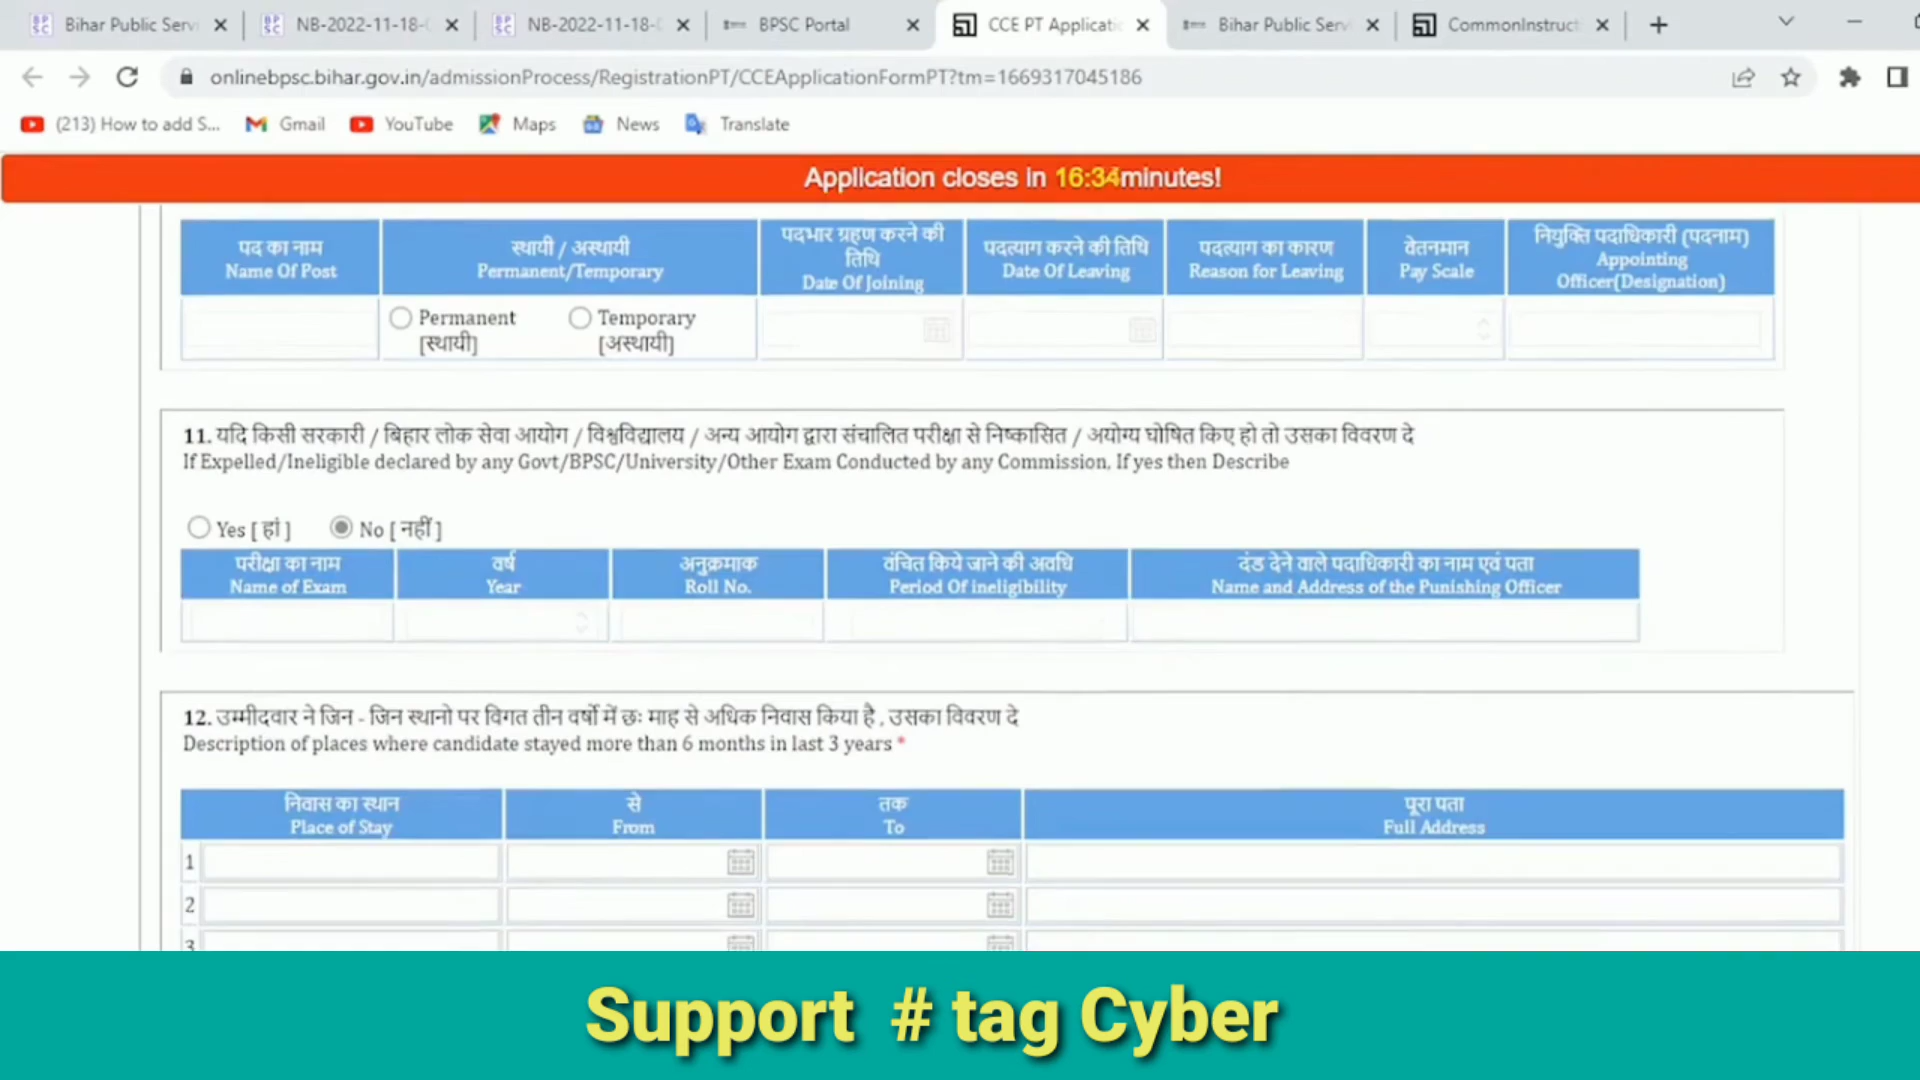 Bihar Public Serv
NB-2022-11-18-
NB-2022-11-18-
BPSC Portal
CCE PT Applicati
Bihar Public Serv
CommonInstruct
onlinebpsc.bihar.gov.in/admissionProcess/RegistrationPT/CCEApplicationFormPT?tm=1669317045186
(213) How to add S...
Gmail
YouTube
Maps
News
Translate
Application closes in 16:34minutes!
पद का नाम
Name Of Post
स्थायी / अस्थायी
Permanent/Temporary
पदभार ग्रहण करने की
तिथि
Date Of Joining
पदत्याग करने की तिथि
Date Of Leaving
पदत्याग का कारण
Reason for Leaving
वेतनमान
Pay Scale
नियुक्ति पदाधिकारी (पदनाम)
Appointing
Officer(Designation)
Permanent
[स्थायी]
Temporary
[अस्थायी]
11. यदि किसी सरकारी / बिहार लोक सेवा आयोग / विश्वविद्यालय / अन्य आयोग द्वारा संचालित परीक्षा से निष्कासित / अयोग्य घोषित किए हो तो उसका विवरण दे
If Expelled/Ineligible declared by any Govt/BPSC/University/Other Exam Conducted by any Commission, If yes then Describe
Yes [ हां ]
No [ नहीं ]
परीक्षा का नाम
Name of Exam
वर्ष
Year
अनुक्रमाक
Roll No.
वंचित किये जाने की अवधि
Period Of ineligibility
दंड देने वाले पदाधिकारी का नाम एवं पता
Name and Address of the Punishing Officer
12. उम्मीदवार ने जिन - जिन स्थानो पर विगत तीन वर्षो में छः माह से अधिक निवास किया है , उसका विवरण दे
Description of places where candidate stayed more than 6 months in last 3 years *
निवास का स्थान
Place of Stay
से
From
तक
To
पूरा पता
Full Address
1
2
3
Support # tag Cyber